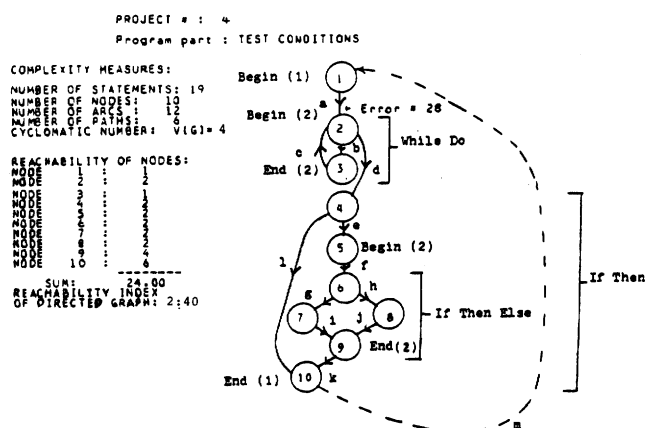 PROJECT # : 4
Program part : TEST CONDITIONS
COMPLEXITY MEASURES:
NUMBER OF STATEMENTS: 19
NUMBER OF NODES: 10
NUMBER OF ARCS : 12
NUMBER OF PATHS: 6
CYCLOMATIC NUMBER: V(G)= 4
REACHABILITY OF NODES:
NODE 1 : 1
NODE 2 : 2
NODE 3 : 1
NODE 4 : 2
NODE 5 : 2
NODE 6 : 2
NODE 7 : 2
NODE 8 : 2
NODE 9 : 4
NODE 10 : 6
SUM: 24.00
REACHABILITY INDEX
OF DIRECTED GRAPH: 2:40
Begin (1)
1
a
Error = 26
Begin (2)
2
While Do
c
b
End (2)
3
d
4
e
5
Begin (2)
l
f
If Then
6
g
h
7
i
j
8
If Then Else
9
End(2)
End (1)
10
k
m